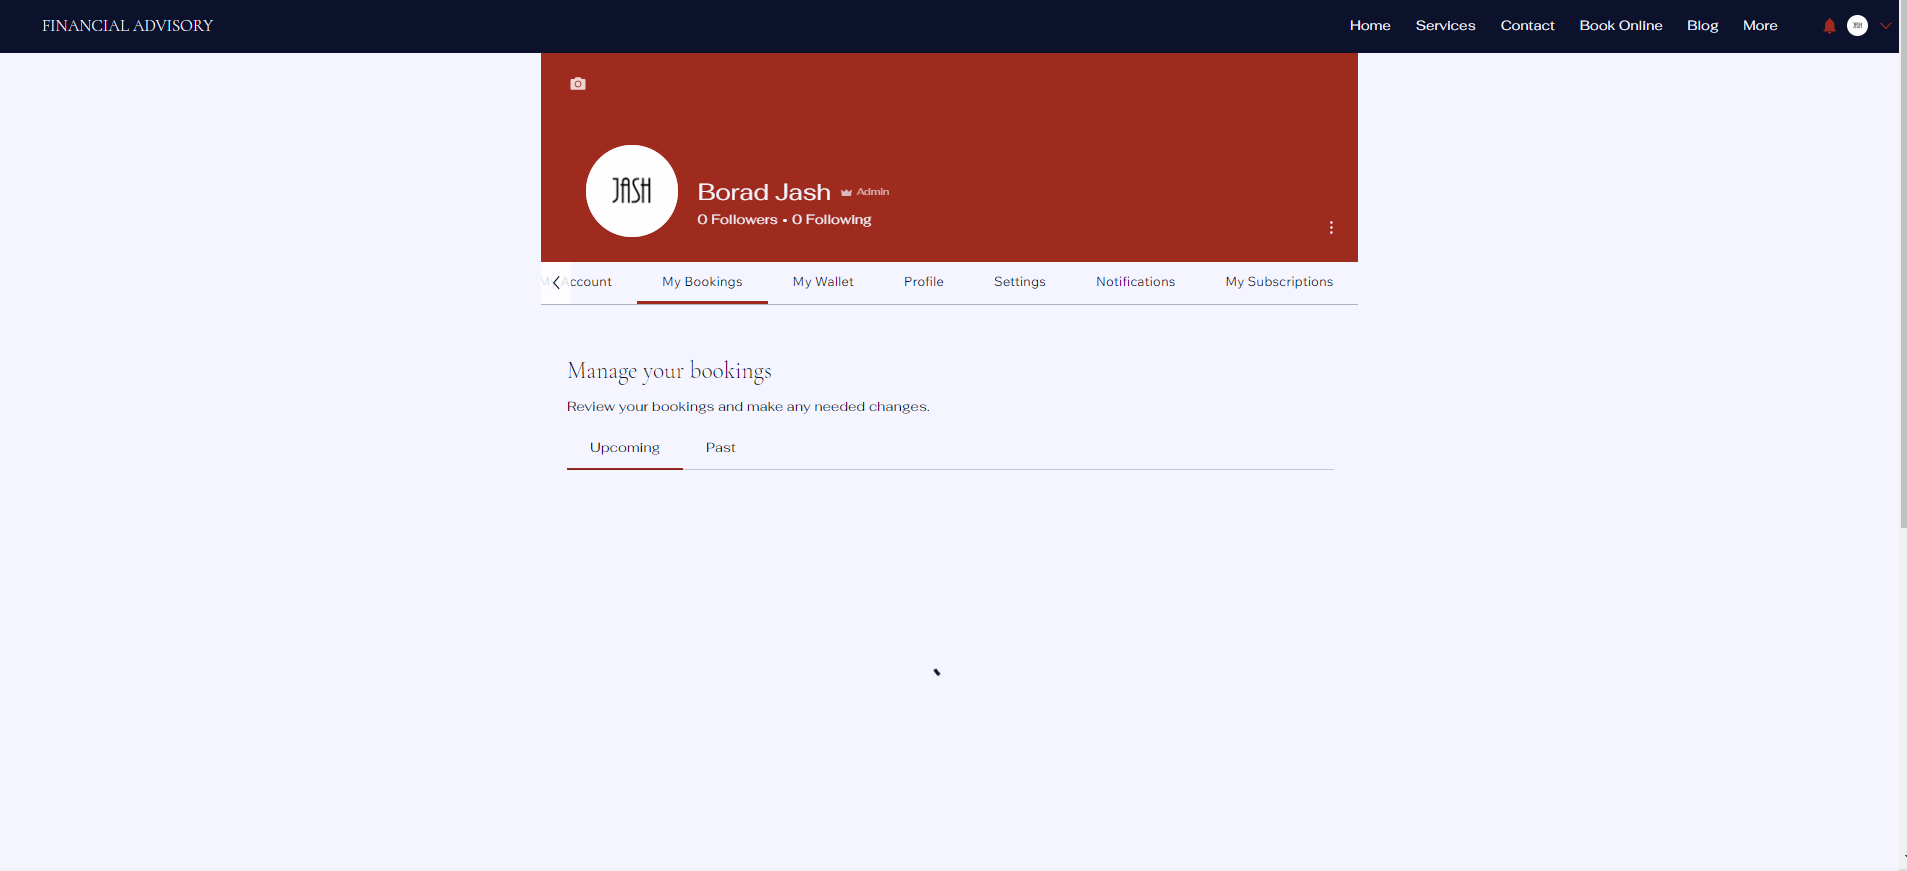 FINANCIAL ADVISORY
Home Services Contact Book Online Blog More
JASH
Borad Jash Admin
0 Followers • 0 Following
My Account My Bookings My Wallet Profile Settings Notifications My Subscriptions
Manage your bookings
Review your bookings and make any needed changes.
Upcoming Past